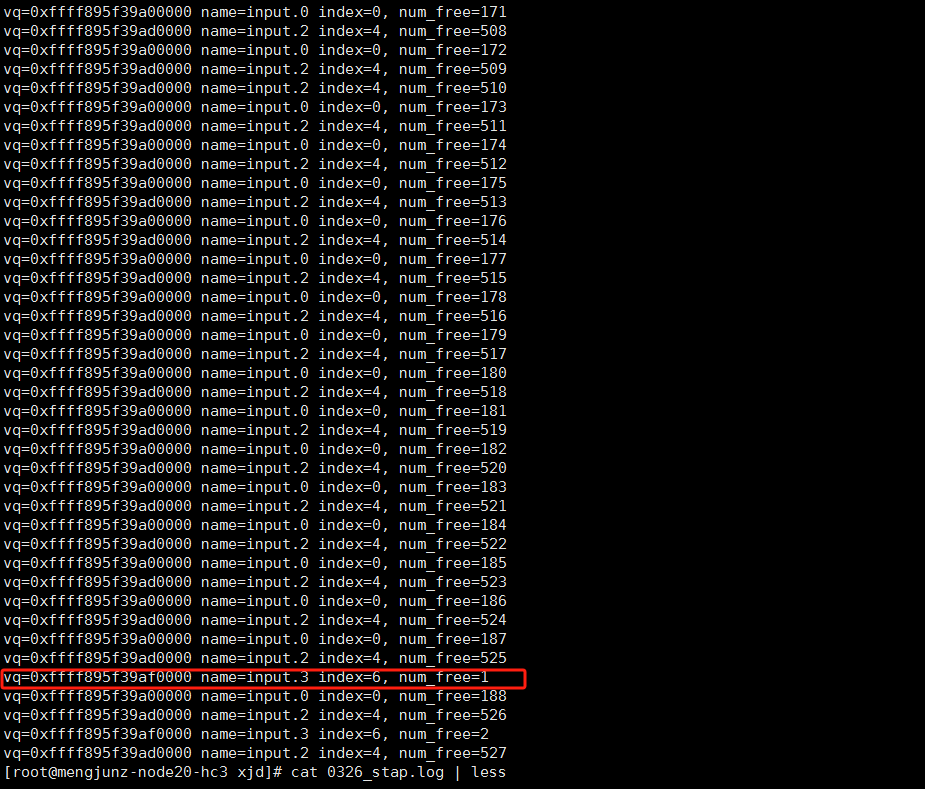 vq=0xffff895f39a00000 name=input.0 index=0, num_free=171
vq=0xffff895f39ad0000 name=input.2 index=4, num_free=508
vq=0xffff895f39a00000 name=input.0 index=0, num_free=172
vq=0xffff895f39ad0000 name=input.2 index=4, num_free=509
vq=0xffff895f39ad0000 name=input.2 index=4, num_free=510
vq=0xffff895f39a00000 name=input.0 index=0, num_free=173
vq=0xffff895f39ad0000 name=input.2 index=4, num_free=511
vq=0xffff895f39a00000 name=input.0 index=0, num_free=174
vq=0xffff895f39ad0000 name=input.2 index=4, num_free=512
vq=0xffff895f39a00000 name=input.0 index=0, num_free=175
vq=0xffff895f39ad0000 name=input.2 index=4, num_free=513
vq=0xffff895f39a00000 name=input.0 index=0, num_free=176
vq=0xffff895f39ad0000 name=input.2 index=4, num_free=514
vq=0xffff895f39a00000 name=input.0 index=0, num_free=177
vq=0xffff895f39ad0000 name=input.2 index=4, num_free=515
vq=0xffff895f39a00000 name=input.0 index=0, num_free=178
vq=0xffff895f39ad0000 name=input.2 index=4, num_free=516
vq=0xffff895f39a00000 name=input.0 index=0, num_free=179
vq=0xffff895f39ad0000 name=input.2 index=4, num_free=517
vq=0xffff895f39a00000 name=input.0 index=0, num_free=180
vq=0xffff895f39ad0000 name=input.2 index=4, num_free=518
vq=0xffff895f39a00000 name=input.0 index=0, num_free=181
vq=0xffff895f39ad0000 name=input.2 index=4, num_free=519
vq=0xffff895f39a00000 name=input.0 index=0, num_free=182
vq=0xffff895f39ad0000 name=input.2 index=4, num_free=520
vq=0xffff895f39a00000 name=input.0 index=0, num_free=183
vq=0xffff895f39ad0000 name=input.2 index=4, num_free=521
vq=0xffff895f39a00000 name=input.0 index=0, num_free=184
vq=0xffff895f39ad0000 name=input.2 index=4, num_free=522
vq=0xffff895f39a00000 name=input.0 index=0, num_free=185
vq=0xffff895f39ad0000 name=input.2 index=4, num_free=523
vq=0xffff895f39a00000 name=input.0 index=0, num_free=186
vq=0xffff895f39ad0000 name=input.2 index=4, num_free=524
vq=0xffff895f39a00000 name=input.0 index=0, num_free=187
vq=0xffff895f39ad0000 name=input.2 index=4, num_free=525
vq=0xffff895f39af0000 name=input.3 index=6, num_free=1
vq=0xffff895f39a00000 name=input.0 index=0, num_free=188
vq=0xffff895f39ad0000 name=input.2 index=4, num_free=526
vq=0xffff895f39af0000 name=input.3 index=6, num_free=2
vq=0xffff895f39ad0000 name=input.2 index=4, num_free=527
[root@mengjunz-node20-hc3 xjd]# cat 0326_stap.log | less